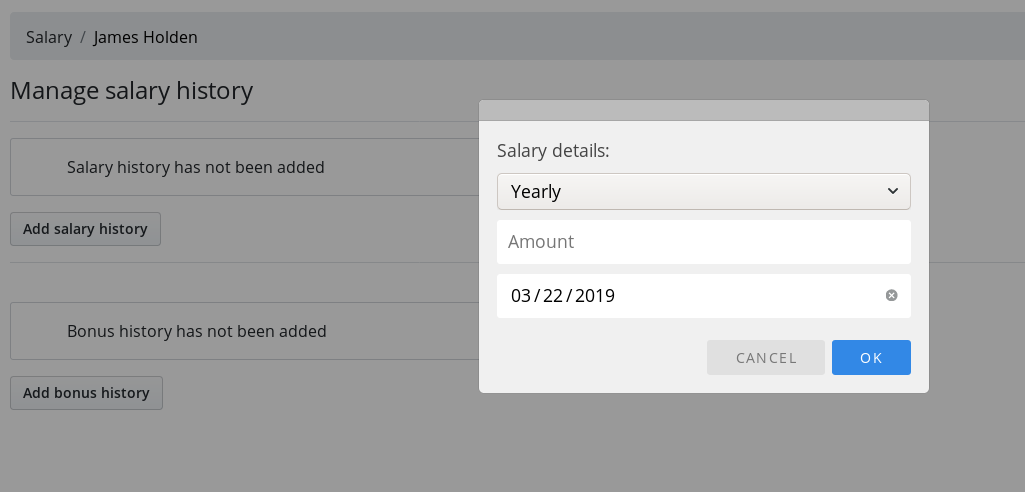 Salary / James Holden
Manage salary history
Salary history has not been added
Add salary history
Bonus history has not been added
Add bonus history
Salary details:
Yearly
Amount
03/22/2019
CANCEL OK